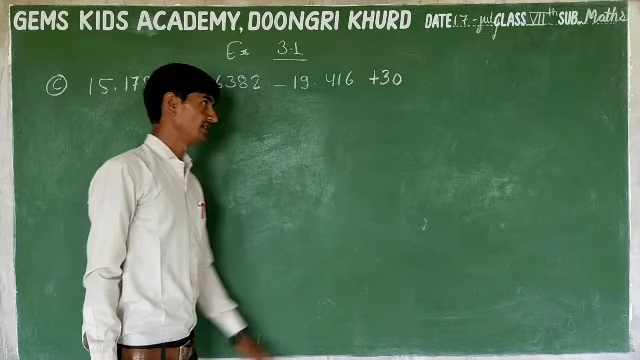 GEMS KIDS ACADEMY, DOONGRI KHURD DATE 17-jul CLASS VIIth SUB. Maths
Ex 3.1
(C) 15.178 6382 - 19.416 +30